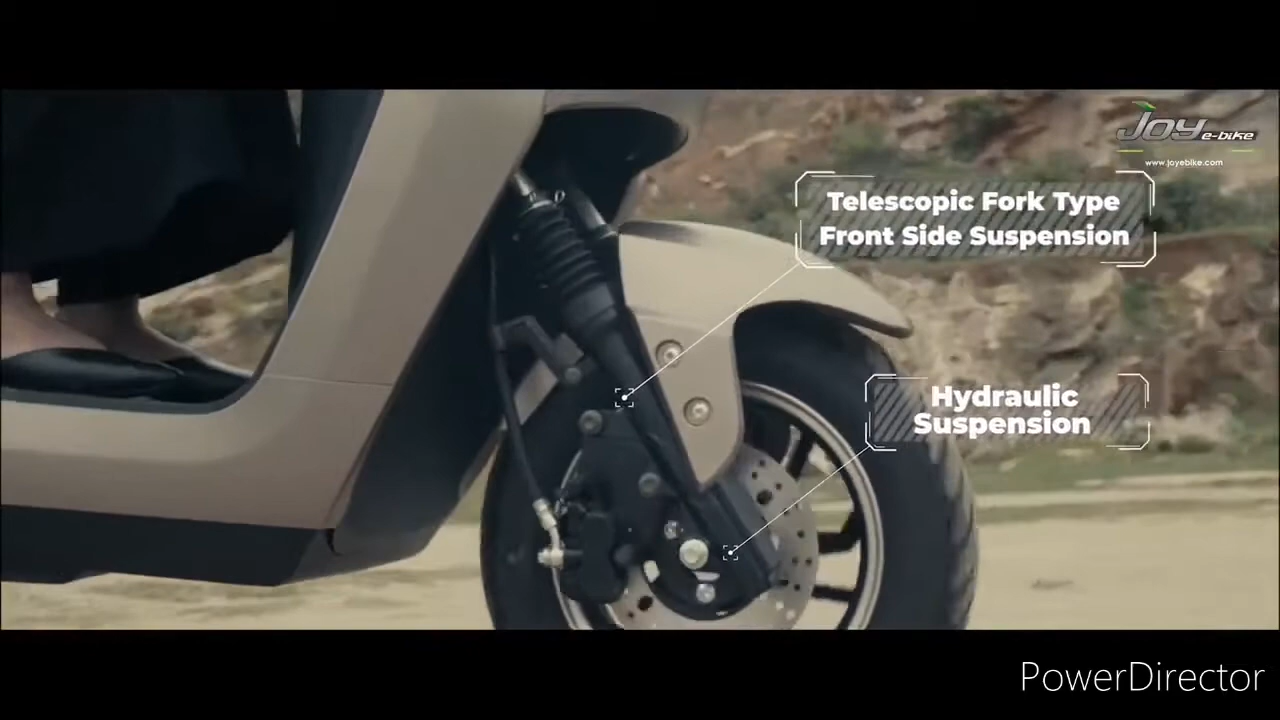 Joy e-bike
www.joyebike.com
Telescopic Fork Type
Front Side Suspension
Hydraulic
Suspension
PowerDirector